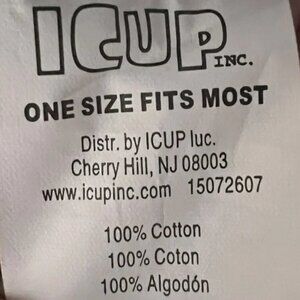 ICUP INC.
ONE SIZE FITS MOST
Distr. by ICUP luc.
Cherry Hill, NJ 08003
www.icupinc.com 15072607
100% Cotton
100% Coton
100% Algodón